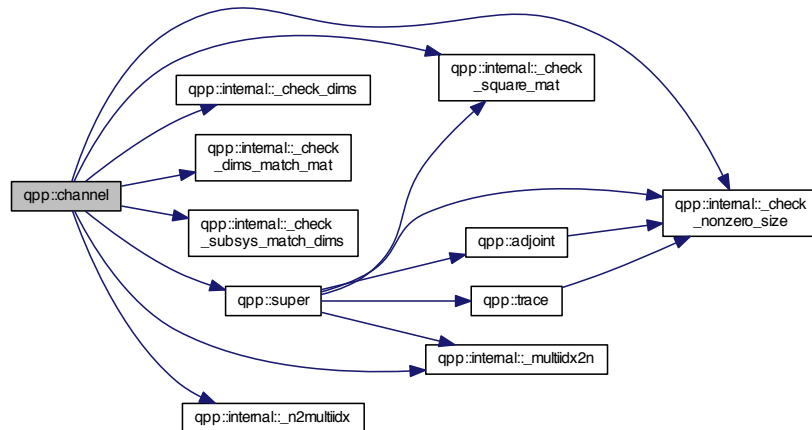 qpp::channel
qpp::internal::_check_dims
qpp::internal::_check
_dims_match_mat
qpp::internal::_check
_subsys_match_dims
qpp::super
qpp::internal::_n2multiidx
qpp::internal::_check
_square_mat
qpp::adjoint
qpp::trace
qpp::internal::_multiidx2n
qpp::internal::_check
_nonzero_size